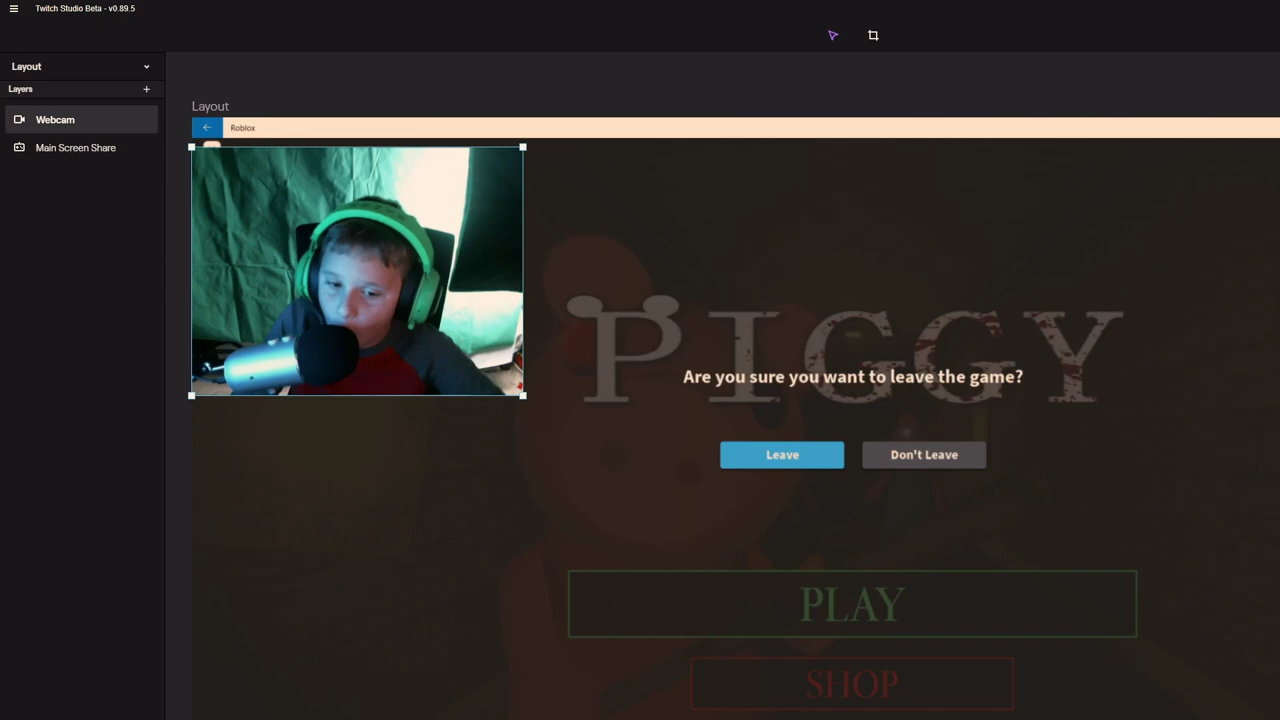 Twitch Studio Beta - v0.89.5
Layout
Layers
Webcam
Main Screen Share
Layout
Roblox
PIGGY
Are you sure you want to leave the game?
Leave
Don't Leave
PLAY
SHOP